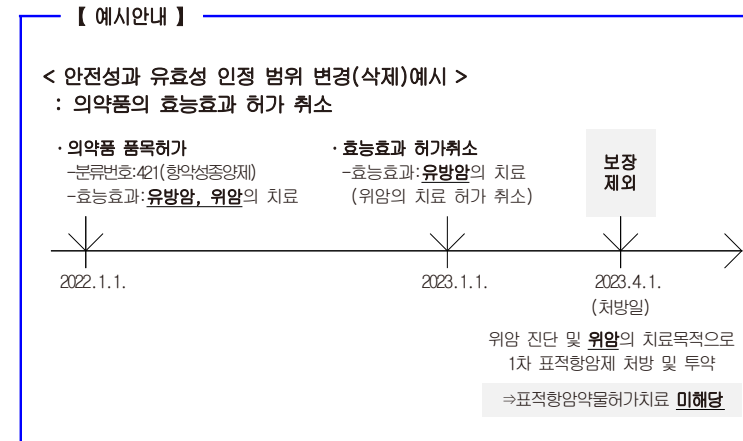 【 예시안내 】
< 안전성과 유효성 인정 범위 변경(삭제)예시 >
: 의약품의 효능효과 허가 취소
· 의약품 품목허가
-분류번호:421(항악성종양제)
-효능효과:유방암, 위암의 치료
· 효능효과 허가취소
-효능효과:유방암의 치료
(위암의 치료 허가 취소)
보장
제외
2022.1.1.
2023.1.1.
2023.4.1.
(처방일)
위암 진단 및 위암의 치료목적으로
1차 표적항암제 처방 및 투약
⇒표적항암약물허가치료 미해당